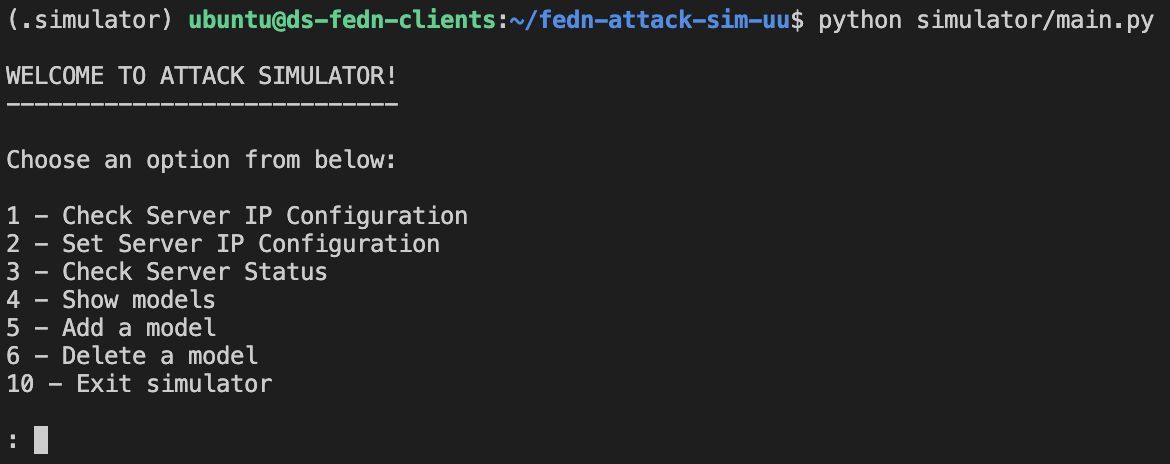 (.simulator) ubuntu@ds-fedn-clients:~/fedn-attack-sim-uu$ python simulator/main.py
WELCOME TO ATTACK SIMULATOR!
----------------------------
Choose an option from below:
1 - Check Server IP Configuration
2 - Set Server IP Configuration
3 - Check Server Status
4 - Show models
5 - Add a model
6 - Delete a model
10 - Exit simulator
: